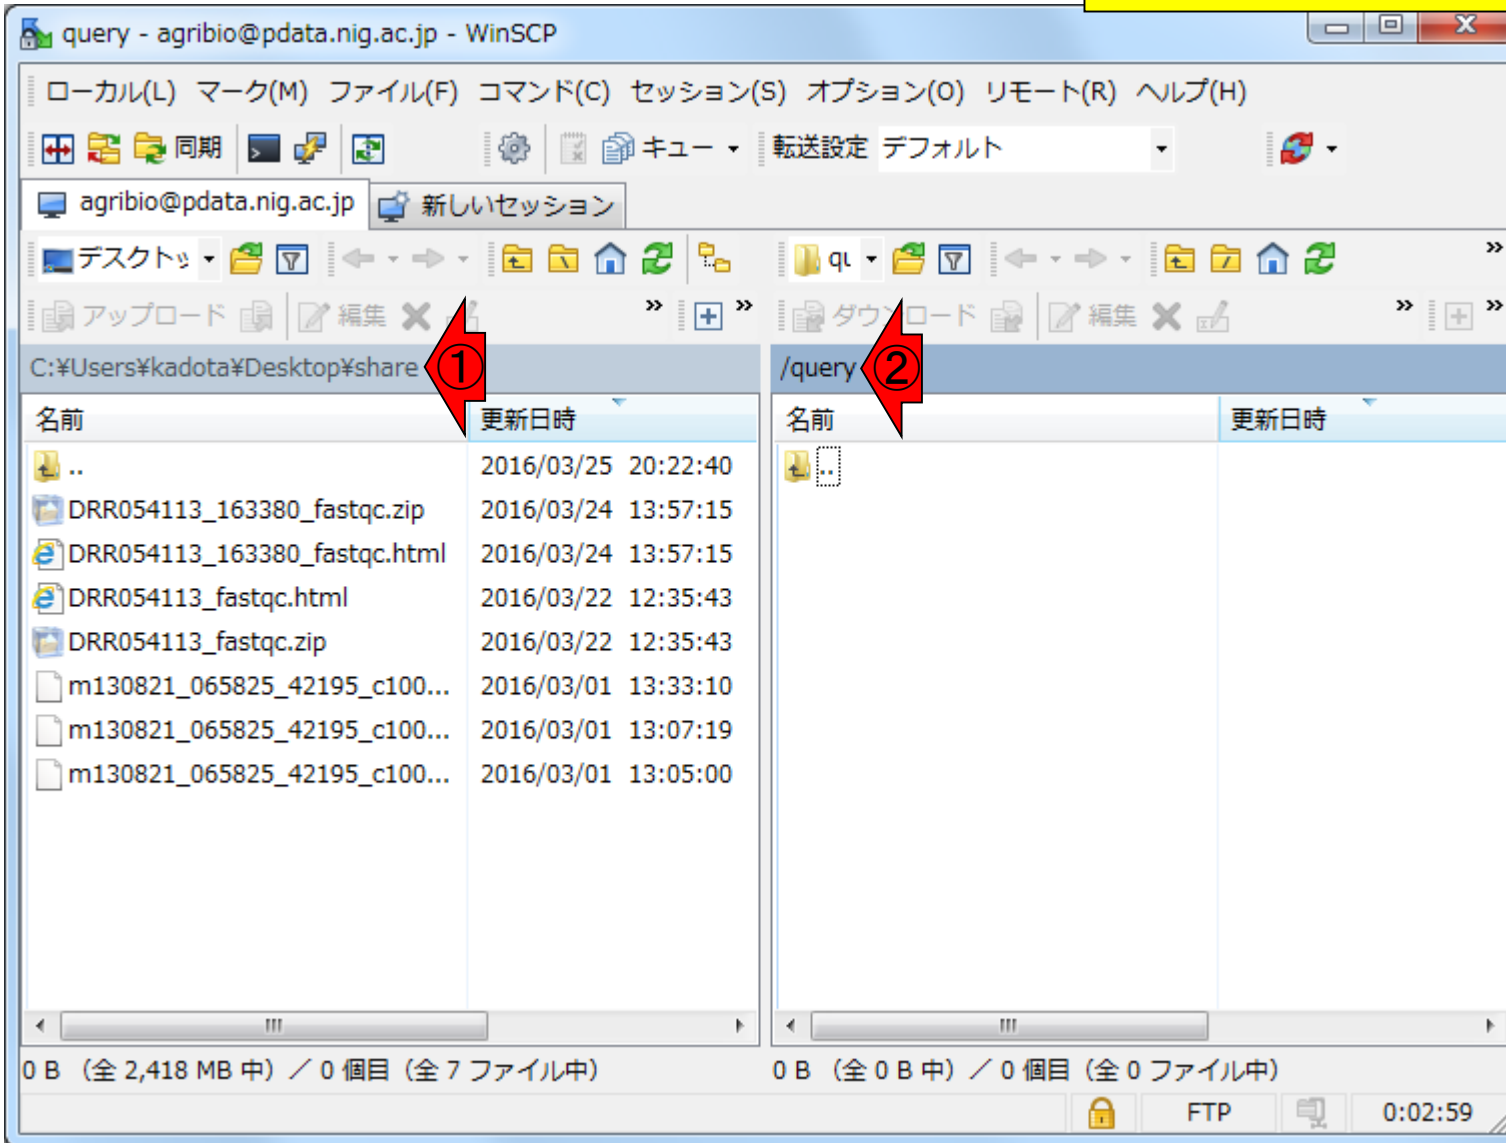 query - agribio@pdata.nig.ac.jp - WinSCP
ローカル(L) マーク(M) ファイル(F) コマンド(C) セッション(S) オプション(O) リモート(R) ヘルプ(H)
同期 キュー 転送設定 デフォルト
agribio@pdata.nig.ac.jp 新しいセッション
デスクトッ qu
アップロード 編集 » » ダウンロード 編集 » »
C:¥Users¥kadota¥Desktop¥share ① /query ②
名前 更新日時 名前 更新日時
.. 2016/03/25 20:22:40 ..
DRR054113_163380_fastqc.zip 2016/03/24 13:57:15
DRR054113_163380_fastqc.html 2016/03/24 13:57:15
DRR054113_fastqc.html 2016/03/22 12:35:43
DRR054113_fastqc.zip 2016/03/22 12:35:43
m130821_065825_42195_c100... 2016/03/01 13:33:10
m130821_065825_42195_c100... 2016/03/01 13:07:19
m130821_065825_42195_c100... 2016/03/01 13:05:00
0 B （全 2,418 MB 中）／ 0 個目（全 7 ファイル中） 0 B （全 0 B 中）／ 0 個目（全 0 ファイル中）
FTP 0:02:59